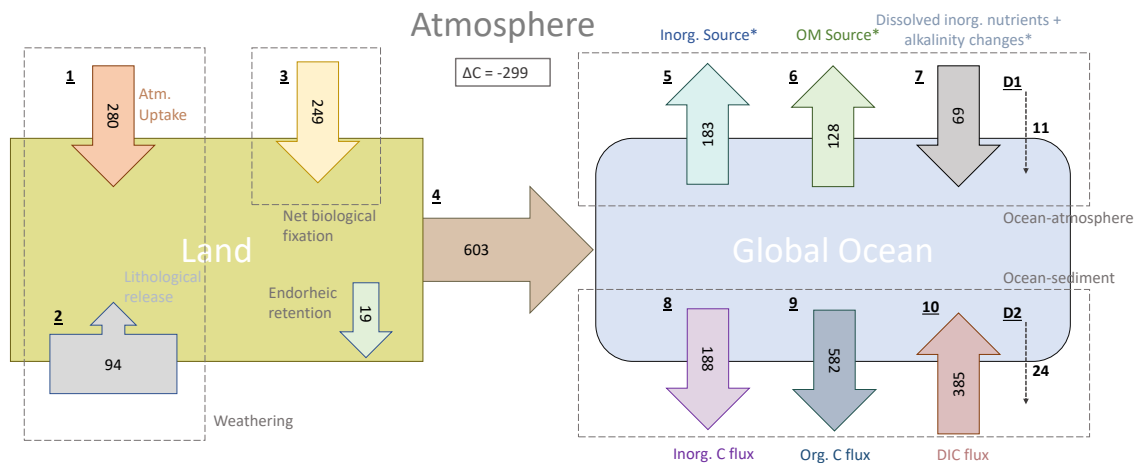 Atmosphere
Inorg. Source*
OM Source*
Dissolved inorg. nutrients +
alkalinity changes*
ΔC = -299
1
3
5
6
7
D1
Atm.
Uptake
280
249
183
128
69
11
4
Net biological
fixation
Ocean-atmosphere
Land
603
Global Ocean
Lithological
release
Endorheic
retention
Ocean-sediment
19
2
8
9
10
D2
94
188
582
385
24
Weathering
Inorg. C flux
Org. C flux
DIC flux